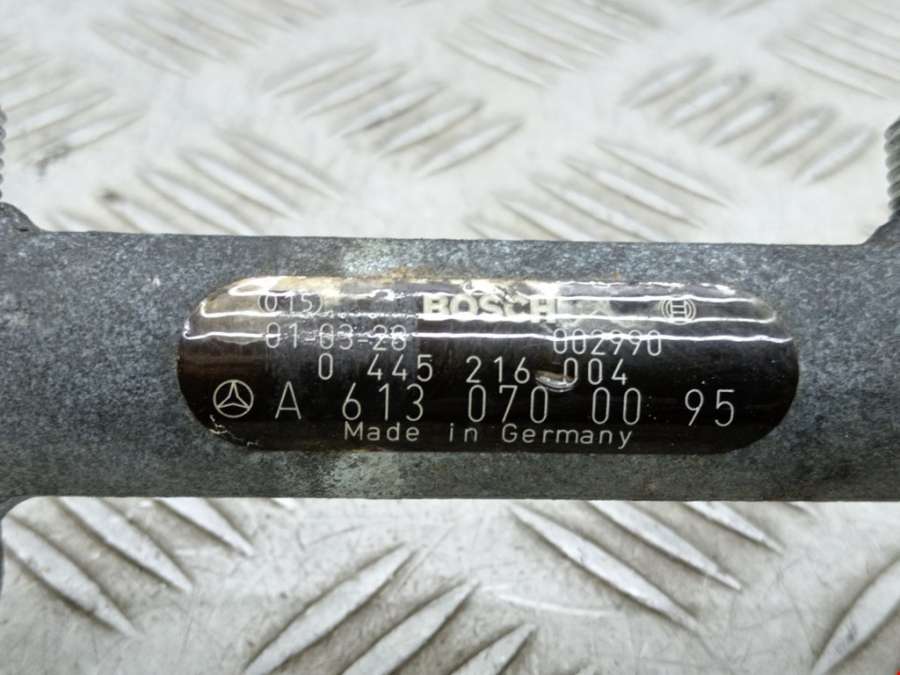 015 BOSCH
01-03-28 002990
0 445 216 004
A 613 070 00 95
Made in Germany